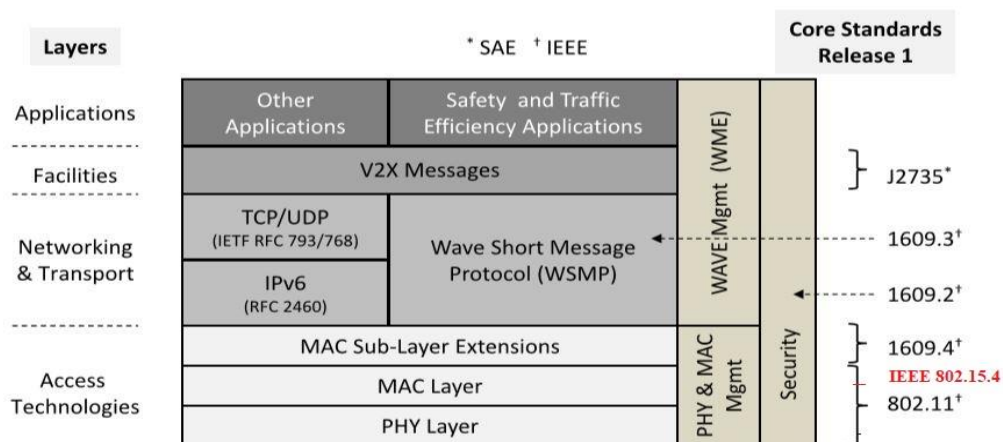 Layers
* SAE † IEEE
Core Standards
Release 1
Applications
Other
Applications
Safety and Traffic
Efficiency Applications
WAVE Mgmt (WME)
Security
Facilities
V2X Messages
J2735*
Networking
& Transport
TCP/UDP
(IETF RFC 793/768)
Wave Short Message
Protocol (WSMP)
1609.3†
IPv6
(RFC 2460)
1609.2†
Access
Technologies
MAC Sub-Layer Extensions
MAC Layer
PHY Layer
PHY & MAC
Mgmt
1609.4†
IEEE 802.15.4
802.11†